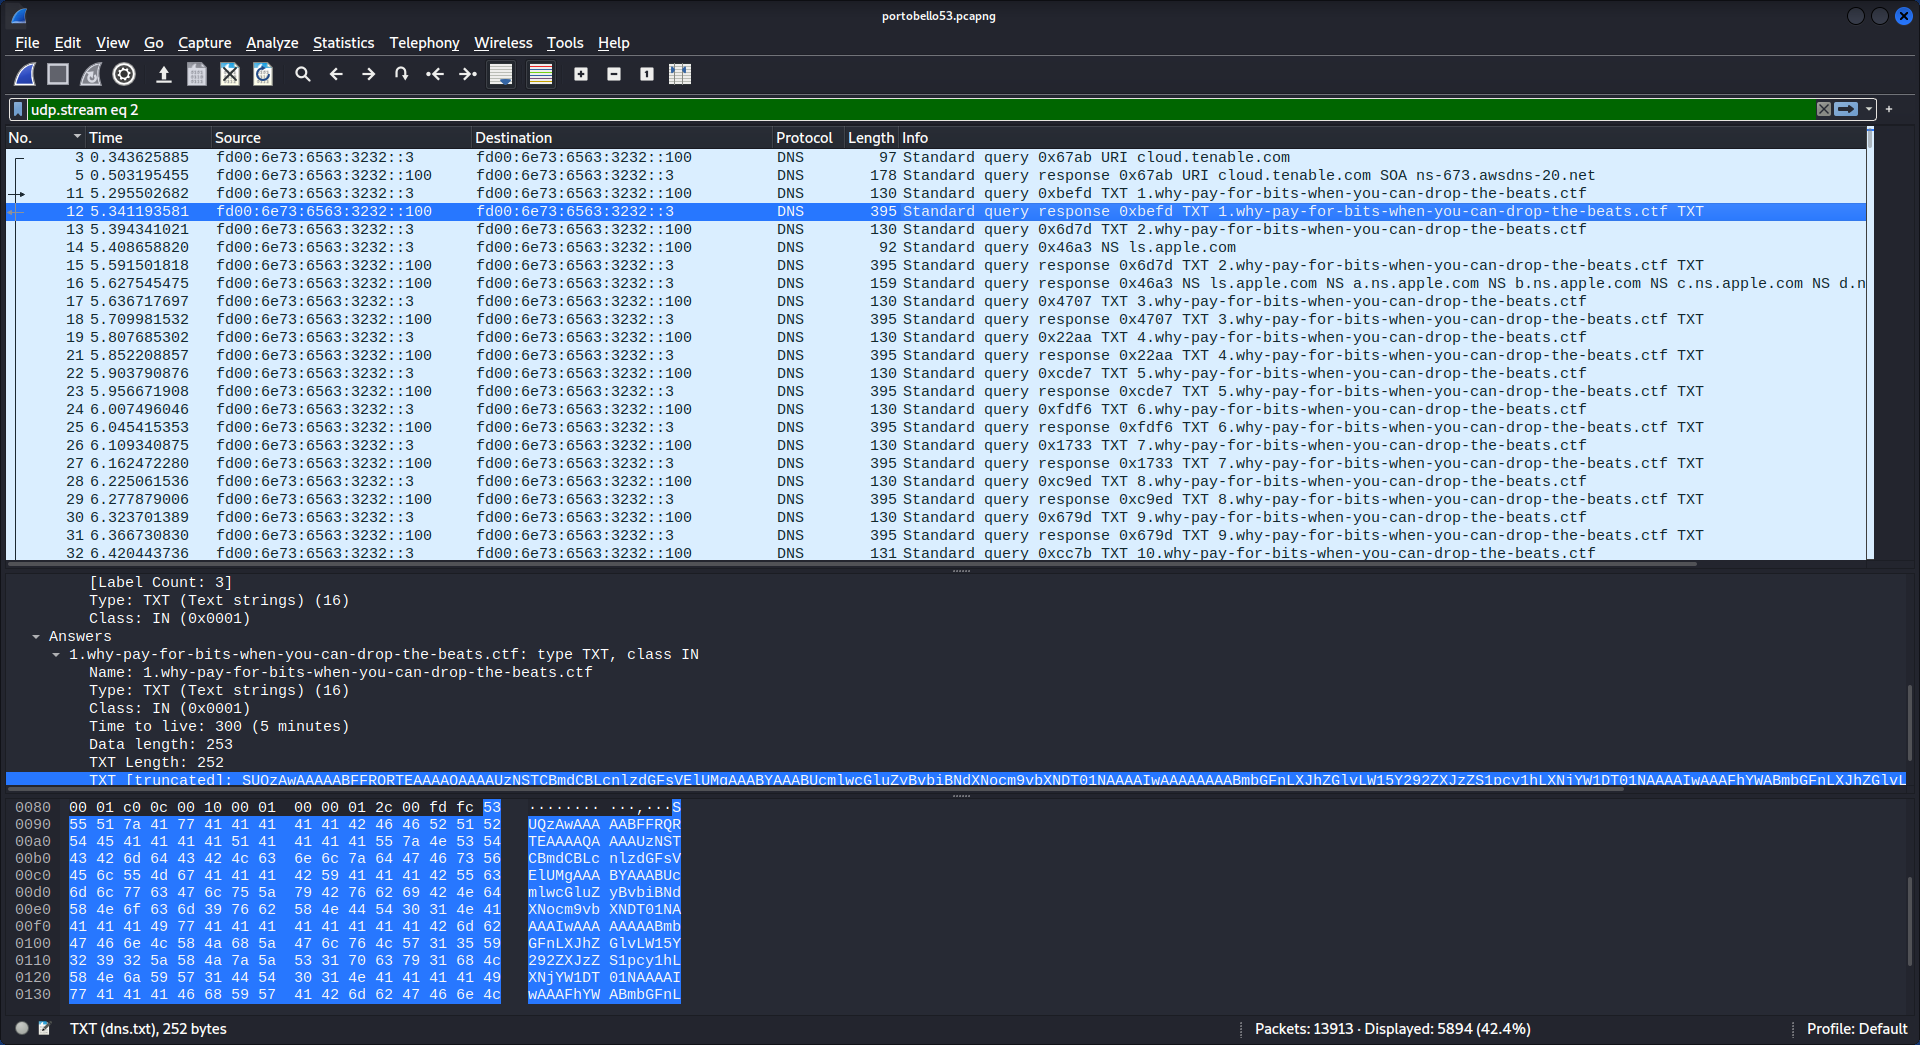 portobello53.pcapng
File Edit View Go Capture Analyze Statistics Telephony Wireless Tools Help
udp.stream eq 2
No. Time Source Destination Protocol Length Info
3 0.343625885 fd00:6e73:6563:3232::3 fd00:6e73:6563:3232::100 DNS 97 Standard query 0x67ab URI cloud.tenable.com
5 0.503195455 fd00:6e73:6563:3232::100 fd00:6e73:6563:3232::3 DNS 178 Standard query response 0x67ab URI cloud.tenable.com SOA ns-673.awsdns-20.net
11 5.295502682 fd00:6e73:6563:3232::3 fd00:6e73:6563:3232::100 DNS 130 Standard query 0xbefd TXT 1.why-pay-for-bits-when-you-can-drop-the-beats.ctf
12 5.341193581 fd00:6e73:6563:3232::100 fd00:6e73:6563:3232::3 DNS 395 Standard query response 0xbefd TXT 1.why-pay-for-bits-when-you-can-drop-the-beats.ctf TXT
13 5.394341021 fd00:6e73:6563:3232::3 fd00:6e73:6563:3232::100 DNS 130 Standard query 0x6d7d TXT 2.why-pay-for-bits-when-you-can-drop-the-beats.ctf
14 5.408658820 fd00:6e73:6563:3232::3 fd00:6e73:6563:3232::100 DNS 92 Standard query 0x46a3 NS ls.apple.com
15 5.591501818 fd00:6e73:6563:3232::100 fd00:6e73:6563:3232::3 DNS 395 Standard query response 0x6d7d TXT 2.why-pay-for-bits-when-you-can-drop-the-beats.ctf TXT
16 5.627545475 fd00:6e73:6563:3232::100 fd00:6e73:6563:3232::3 DNS 159 Standard query response 0x46a3 NS ls.apple.com NS a.ns.apple.com NS b.ns.apple.com NS c.ns.apple.com NS d.n
17 5.636717697 fd00:6e73:6563:3232::3 fd00:6e73:6563:3232::100 DNS 130 Standard query 0x4707 TXT 3.why-pay-for-bits-when-you-can-drop-the-beats.ctf
18 5.709981532 fd00:6e73:6563:3232::100 fd00:6e73:6563:3232::3 DNS 395 Standard query response 0x4707 TXT 3.why-pay-for-bits-when-you-can-drop-the-beats.ctf TXT
19 5.807685302 fd00:6e73:6563:3232::3 fd00:6e73:6563:3232::100 DNS 130 Standard query 0x22aa TXT 4.why-pay-for-bits-when-you-can-drop-the-beats.ctf
21 5.852208857 fd00:6e73:6563:3232::100 fd00:6e73:6563:3232::3 DNS 395 Standard query response 0x22aa TXT 4.why-pay-for-bits-when-you-can-drop-the-beats.ctf TXT
22 5.903790876 fd00:6e73:6563:3232::3 fd00:6e73:6563:3232::100 DNS 130 Standard query 0xcde7 TXT 5.why-pay-for-bits-when-you-can-drop-the-beats.ctf
23 5.956671908 fd00:6e73:6563:3232::100 fd00:6e73:6563:3232::3 DNS 395 Standard query response 0xcde7 TXT 5.why-pay-for-bits-when-you-can-drop-the-beats.ctf TXT
24 6.007496046 fd00:6e73:6563:3232::3 fd00:6e73:6563:3232::100 DNS 130 Standard query 0xfdf6 TXT 6.why-pay-for-bits-when-you-can-drop-the-beats.ctf
25 6.045415353 fd00:6e73:6563:3232::100 fd00:6e73:6563:3232::3 DNS 395 Standard query response 0xfdf6 TXT 6.why-pay-for-bits-when-you-can-drop-the-beats.ctf TXT
26 6.109340875 fd00:6e73:6563:3232::3 fd00:6e73:6563:3232::100 DNS 130 Standard query 0x1733 TXT 7.why-pay-for-bits-when-you-can-drop-the-beats.ctf
27 6.162472280 fd00:6e73:6563:3232::100 fd00:6e73:6563:3232::3 DNS 395 Standard query response 0x1733 TXT 7.why-pay-for-bits-when-you-can-drop-the-beats.ctf TXT
28 6.225061536 fd00:6e73:6563:3232::3 fd00:6e73:6563:3232::100 DNS 130 Standard query 0xc9ed TXT 8.why-pay-for-bits-when-you-can-drop-the-beats.ctf
29 6.277879006 fd00:6e73:6563:3232::100 fd00:6e73:6563:3232::3 DNS 395 Standard query response 0xc9ed TXT 8.why-pay-for-bits-when-you-can-drop-the-beats.ctf TXT
30 6.323701389 fd00:6e73:6563:3232::3 fd00:6e73:6563:3232::100 DNS 130 Standard query 0x679d TXT 9.why-pay-for-bits-when-you-can-drop-the-beats.ctf
31 6.366730830 fd00:6e73:6563:3232::100 fd00:6e73:6563:3232::3 DNS 395 Standard query response 0x679d TXT 9.why-pay-for-bits-when-you-can-drop-the-beats.ctf TXT
32 6.420443736 fd00:6e73:6563:3232::3 fd00:6e73:6563:3232::100 DNS 131 Standard query 0xcc7b TXT 10.why-pay-for-bits-when-you-can-drop-the-beats.ctf
[Label Count: 3]
Type: TXT (Text strings) (16)
Class: IN (0x0001)
Answers
1.why-pay-for-bits-when-you-can-drop-the-beats.ctf: type TXT, class IN
Name: 1.why-pay-for-bits-when-you-can-drop-the-beats.ctf
Type: TXT (Text strings) (16)
Class: IN (0x0001)
Time to live: 300 (5 minutes)
Data length: 253
TXT Length: 252
TXT [truncated]: SUQzAwAAAAABFFRQRTEAAAAQAAAAUzNSTCBmdCBLcnlzdGFsVElUMgAAABYAAABUcmlwcGluZyBvbiBNdXNocm9vbXNDT01NAAAAIwAAAAAAAABmbGFnLXJhZGlvLW15Y292ZXJzZS1pcy1hLXNjYW1DT01NAAAAIwAAAFhYWABmbGFnLXJhZGlvL
0080 00 01 c0 0c 00 10 00 01 00 00 01 2c 00 fd fc 53 ········ ···,···S
0090 55 51 7a 41 77 41 41 41 41 41 42 46 46 52 51 52 UQzAwAAA AABFFRQR
00a0 54 45 41 41 41 41 51 41 41 41 41 55 7a 4e 53 54 TEAAAAQA AAAUzNST
00b0 43 42 6d 64 43 42 4c 63 6e 6c 7a 64 47 46 73 56 CBmdCBLc nlzdGFsV
00c0 45 6c 55 4d 67 41 41 41 42 59 41 41 41 42 55 63 ElUMgAAA BYAAABUc
00d0 6d 6c 77 63 47 6c 75 5a 79 42 76 62 69 42 4e 64 mlwcGluZ yBvbiBNd
00e0 58 4e 6f 63 6d 39 76 62 58 4e 44 54 30 31 4e 41 XNocm9vb XNDT01NA
00f0 41 41 41 49 77 41 41 41 41 41 41 41 41 42 6d 62 AAAIwAAA AAAAABmb
0100 47 46 6e 4c 58 4a 68 5a 47 6c 76 4c 57 31 35 59 GFnLXJhZ GlvLW15Y
0110 32 39 32 5a 58 4a 7a 5a 53 31 70 63 79 31 68 4c 292ZXJzZ S1pcy1hL
0120 58 4e 6a 59 57 31 44 54 30 31 4e 41 41 41 41 49 XNjYW1DT 01NAAAAI
0130 77 41 41 41 46 68 59 57 41 42 6d 62 47 46 6e 4c wAAAFhYW ABmbGFnL
TXT (dns.txt), 252 bytes
Packets: 13913 · Displayed: 5894 (42.4%)
Profile: Default